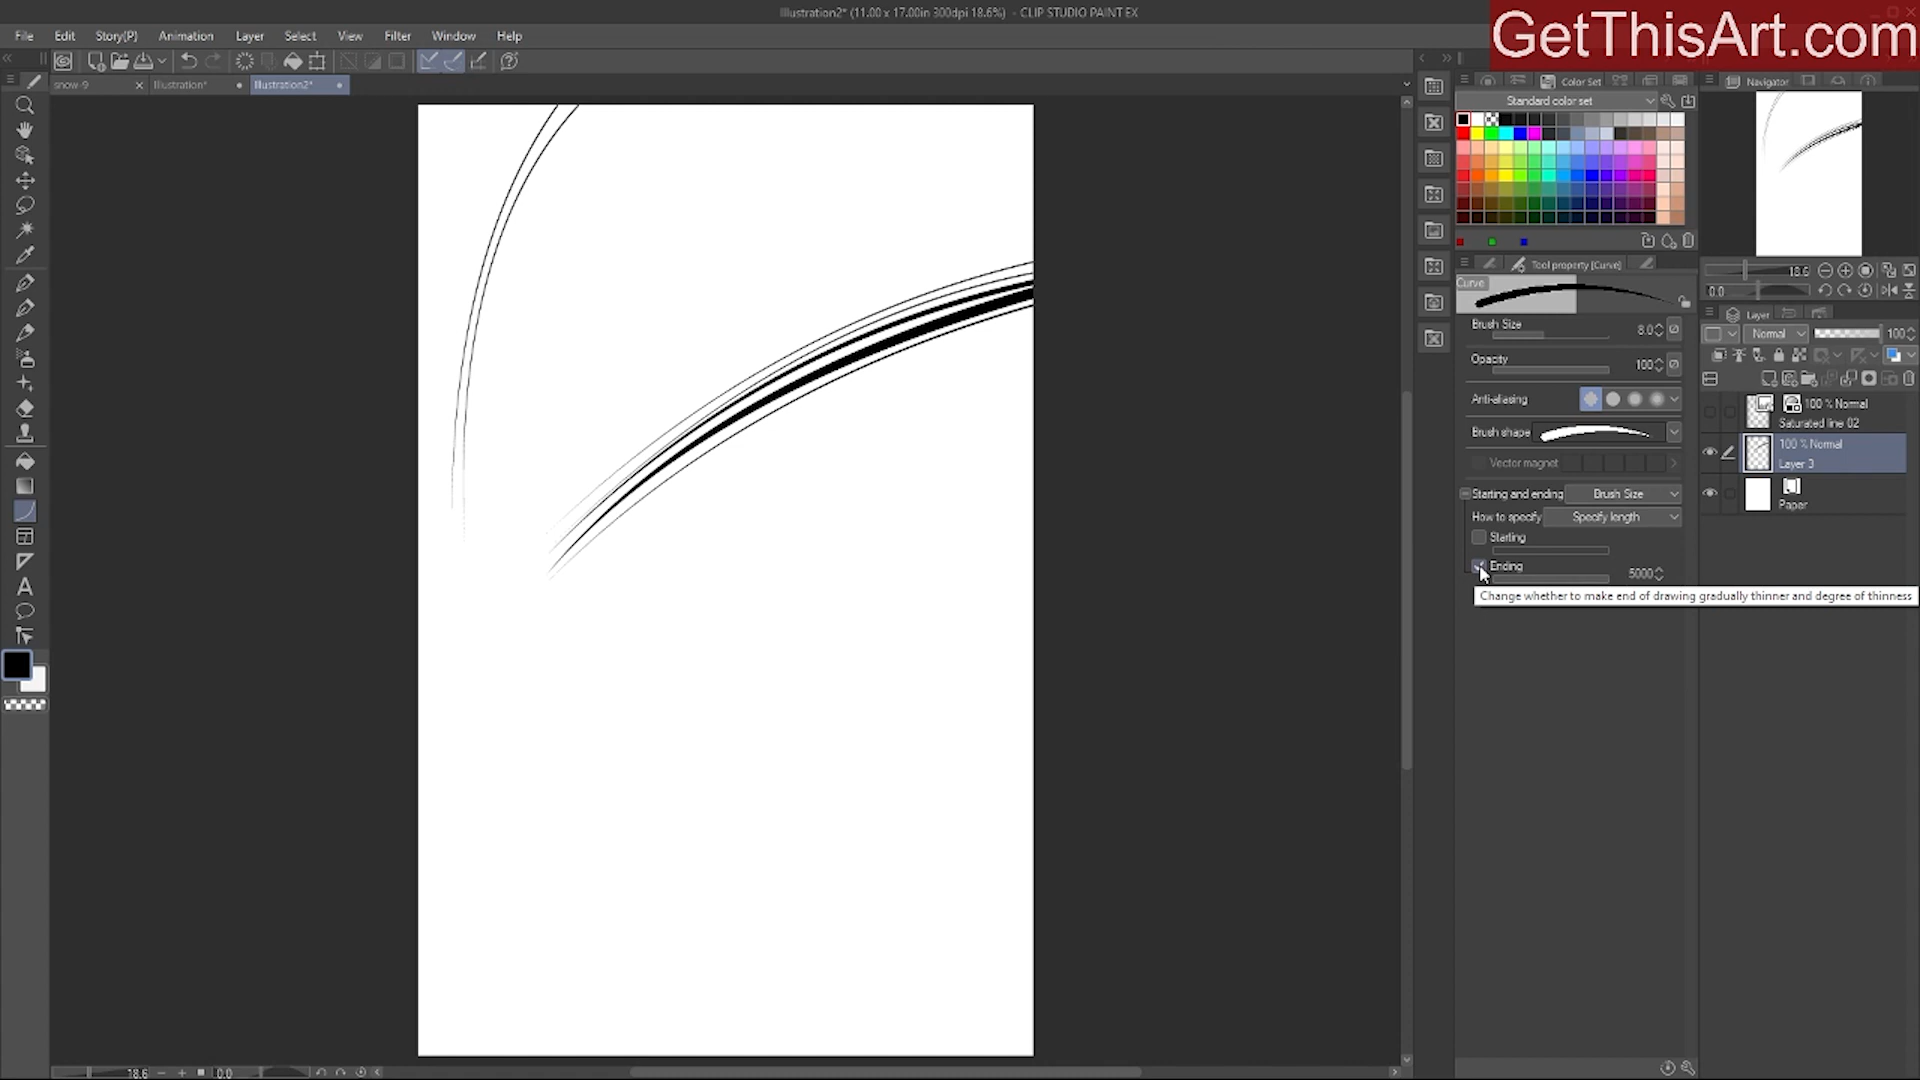 Illustration2* (11.00 x 17.00in 300dpi 18.6%) - CLIP STUDIO PAINT EX
GetThisArt.com
File Edit Story(P) Animation Layer Select View Filter Window Help
snow-9 Illustration* Illustration2*
Color Set
Navigator
Standard color set
18.6
0.0
Tool property [Curve]
Curve
Layer
Brush Size 8.0
Normal 100
Opacity 100
Anti-aliasing
100 % Normal
Saturated line 02
Brush shape
100 % Normal
Layer 3
Vector magnet
Starting and ending Brush Size
Paper
How to specify Specify length
Starting
Ending 5000
Change whether to make end of drawing gradually thinner and degree of thinness
A
18.6 0.0